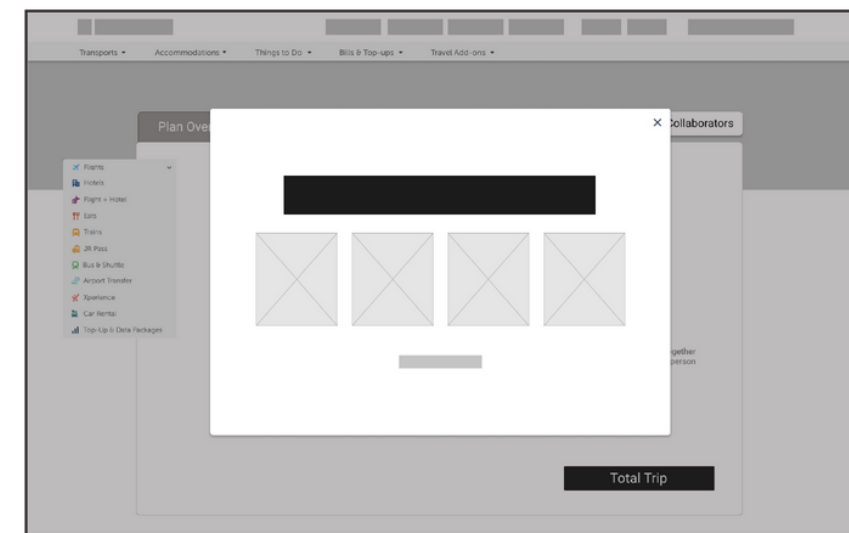 Transports Accommodations Things to Do Bills & Top-ups Travel Add-ons
Plan Over
× Collaborators
Flights
Hotels
Flight + Hotel
Eats
Trains
JR Pass
Bus & Shuttle
Airport Transfer
Xperience
Car Rental
Top-Up & Data Packages
gether
person
Total Trip